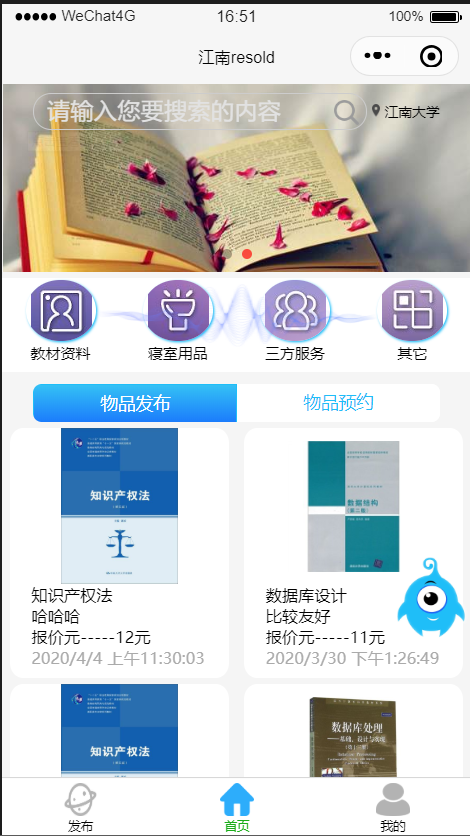 WeChat4G
16:51
100%
江南resold
请输入您要搜索的内容
江南大学
教材资料
寝室用品
三方服务
其它
物品发布
物品预约
知识产权法
知识产权法
哈哈哈
报价元-----12元
2020/4/4 上午11:30:03
数据结构
数据库设计
比较友好
报价元-----11元
2020/3/30 下午1:26:49
知识产权法
数据库处理
发布
首页
我的